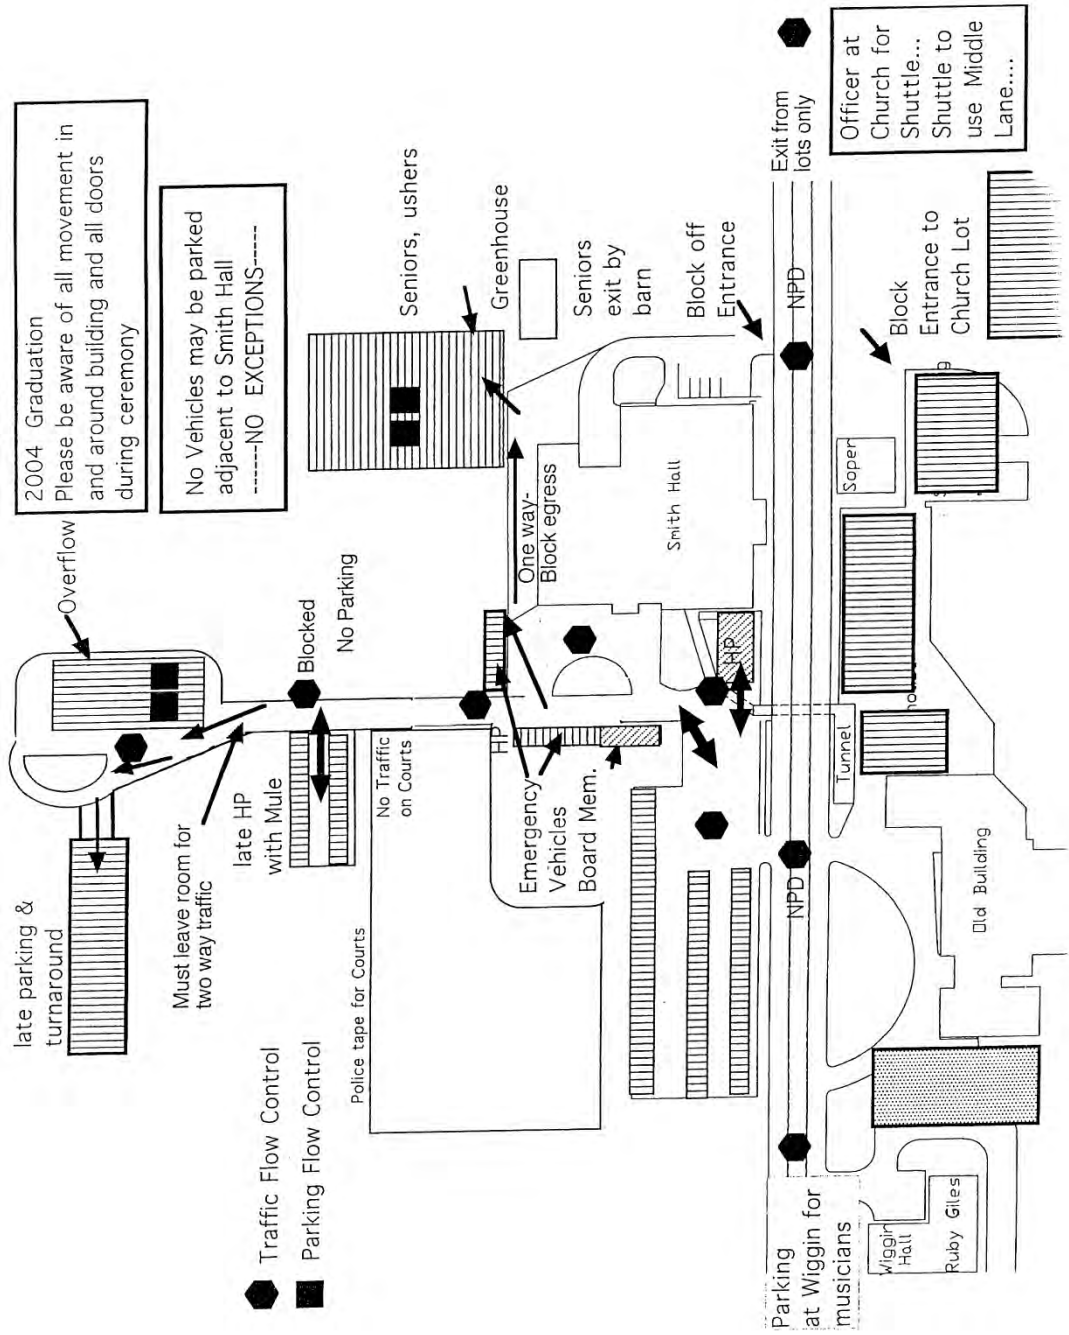 2004 Graduation
Please be aware of all movement in
and around building and all doors
during ceremony
No Vehicles may be parked
adjacent to Smith Hall
------NO EXCEPTIONS-----
late parking &
turnaround
Overflow
Must leave room for
two way traffic
Blocked
No Parking
late HP
with Mule
Seniors, ushers
Greenhouse
Seniors
exit by
barn
Block off
Entrance
One way-
Block egress
No Traffic
on Courts
Police tape for Courts
HP
Emergency
Vehicles
Board Mem.
Smith Hall
HP
Traffic Flow Control
Parking Flow Control
Exit from
lots only
NPD
NPD
Officer at
Church for
Shuttle...
Shuttle to
use Middle
Lane....
Block
Entrance to
Church Lot
Soper
Tunnel
Old Building
Parking
at Wiggin for
musicians
Wiggin
Hall
Ruby Giles